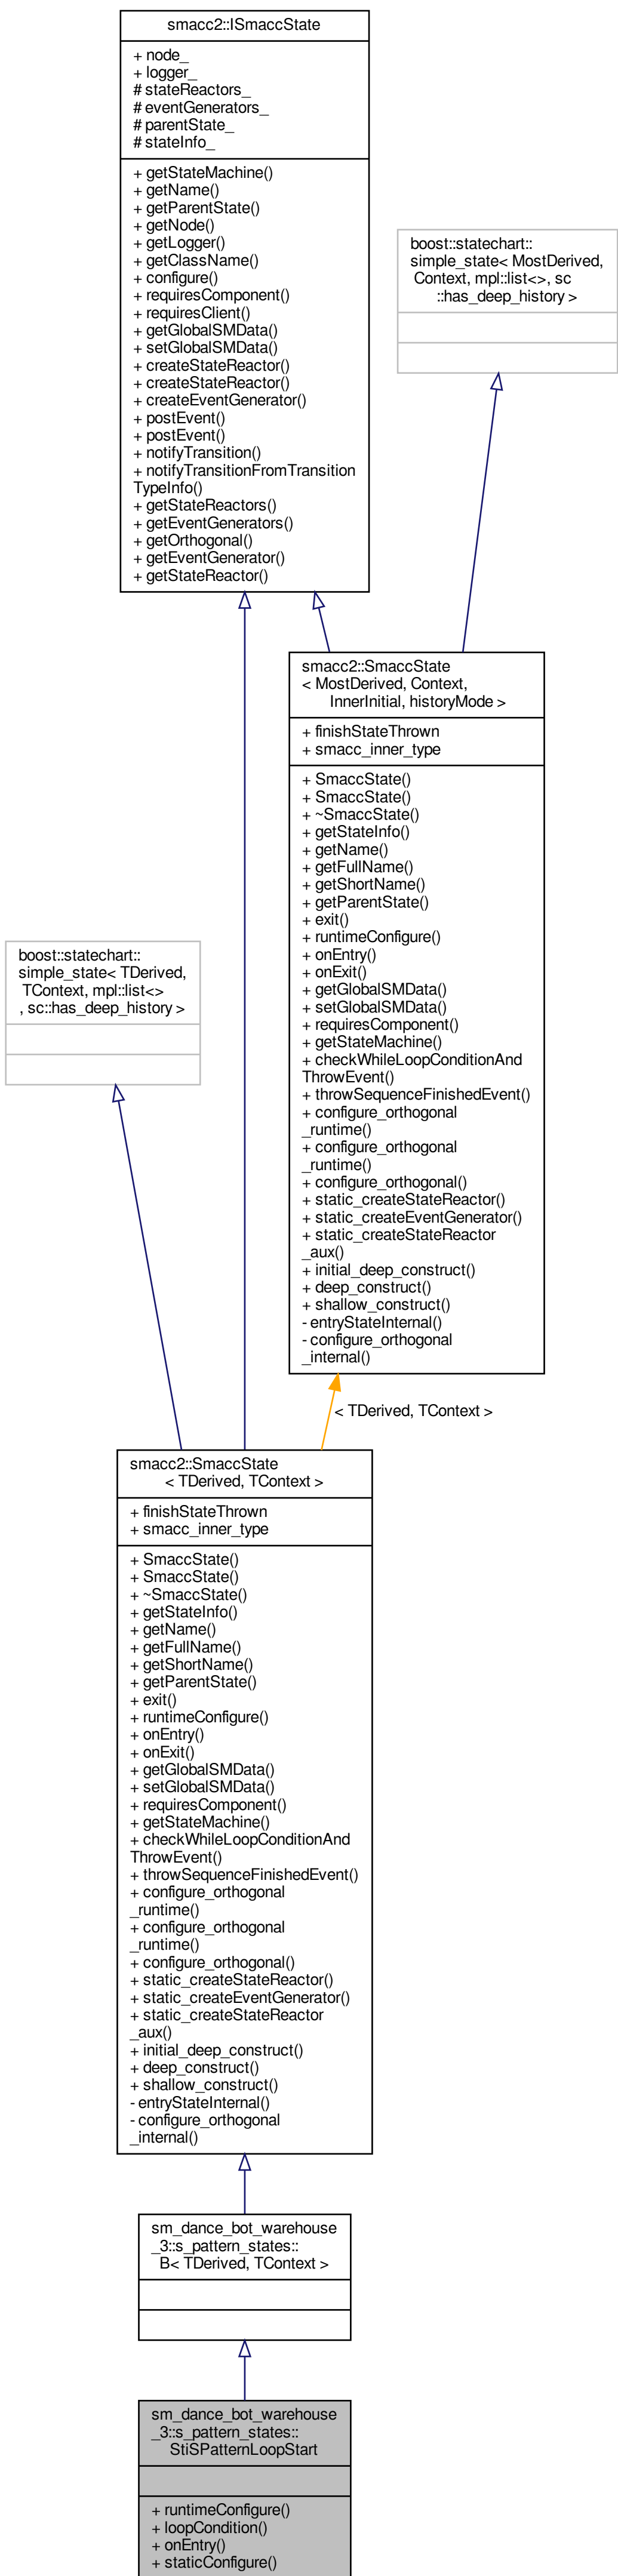 smacc2::ISmaccState
+ node_
+ logger_
# stateReactors_
# eventGenerators_
# parentState_
# stateInfo_
+ getStateMachine()
+ getName()
+ getParentState()
+ getNode()
+ getLogger()
+ getClassName()
+ configure()
+ requiresComponent()
+ requiresClient()
+ getGlobalSMData()
+ setGlobalSMData()
+ createStateReactor()
+ createStateReactor()
+ createEventGenerator()
+ postEvent()
+ postEvent()
+ notifyTransition()
+ notifyTransitionFromTransition
TypeInfo()
+ getStateReactors()
+ getEventGenerators()
+ getOrthogonal()
+ getEventGenerator()
+ getStateReactor()
boost::statechart::
simple_state< MostDerived,
Context, mpl::list<>, sc
::has_deep_history >
smacc2::SmaccState
< MostDerived, Context,
InnerInitial, historyMode >
+ finishStateThrown
+ smacc_inner_type
+ SmaccState()
+ SmaccState()
+ ~SmaccState()
+ getStateInfo()
+ getName()
+ getFullName()
+ getShortName()
+ getParentState()
+ exit()
+ runtimeConfigure()
+ onEntry()
+ onExit()
+ getGlobalSMData()
+ setGlobalSMData()
+ requiresComponent()
+ getStateMachine()
+ checkWhileLoopConditionAnd
ThrowEvent()
+ throwSequenceFinishedEvent()
+ configure_orthogonal
_runtime()
+ configure_orthogonal
_runtime()
+ configure_orthogonal()
+ static_createStateReactor()
+ static_createEventGenerator()
+ static_createStateReactor
_aux()
+ initial_deep_construct()
+ deep_construct()
+ shallow_construct()
- entryStateInternal()
- configure_orthogonal
_internal()
boost::statechart::
simple_state< TDerived,
TContext, mpl::list<>
, sc::has_deep_history >
< TDerived, TContext >
smacc2::SmaccState
< TDerived, TContext >
+ finishStateThrown
+ smacc_inner_type
+ SmaccState()
+ SmaccState()
+ ~SmaccState()
+ getStateInfo()
+ getName()
+ getFullName()
+ getShortName()
+ getParentState()
+ exit()
+ runtimeConfigure()
+ onEntry()
+ onExit()
+ getGlobalSMData()
+ setGlobalSMData()
+ requiresComponent()
+ getStateMachine()
+ checkWhileLoopConditionAnd
ThrowEvent()
+ throwSequenceFinishedEvent()
+ configure_orthogonal
_runtime()
+ configure_orthogonal
_runtime()
+ configure_orthogonal()
+ static_createStateReactor()
+ static_createEventGenerator()
+ static_createStateReactor
_aux()
+ initial_deep_construct()
+ deep_construct()
+ shallow_construct()
- entryStateInternal()
- configure_orthogonal
_internal()
sm_dance_bot_warehouse
_3::s_pattern_states::
B< TDerived, TContext >
sm_dance_bot_warehouse
_3::s_pattern_states::
StiSPatternLoopStart
+ runtimeConfigure()
+ loopCondition()
+ onEntry()
+ staticConfigure()